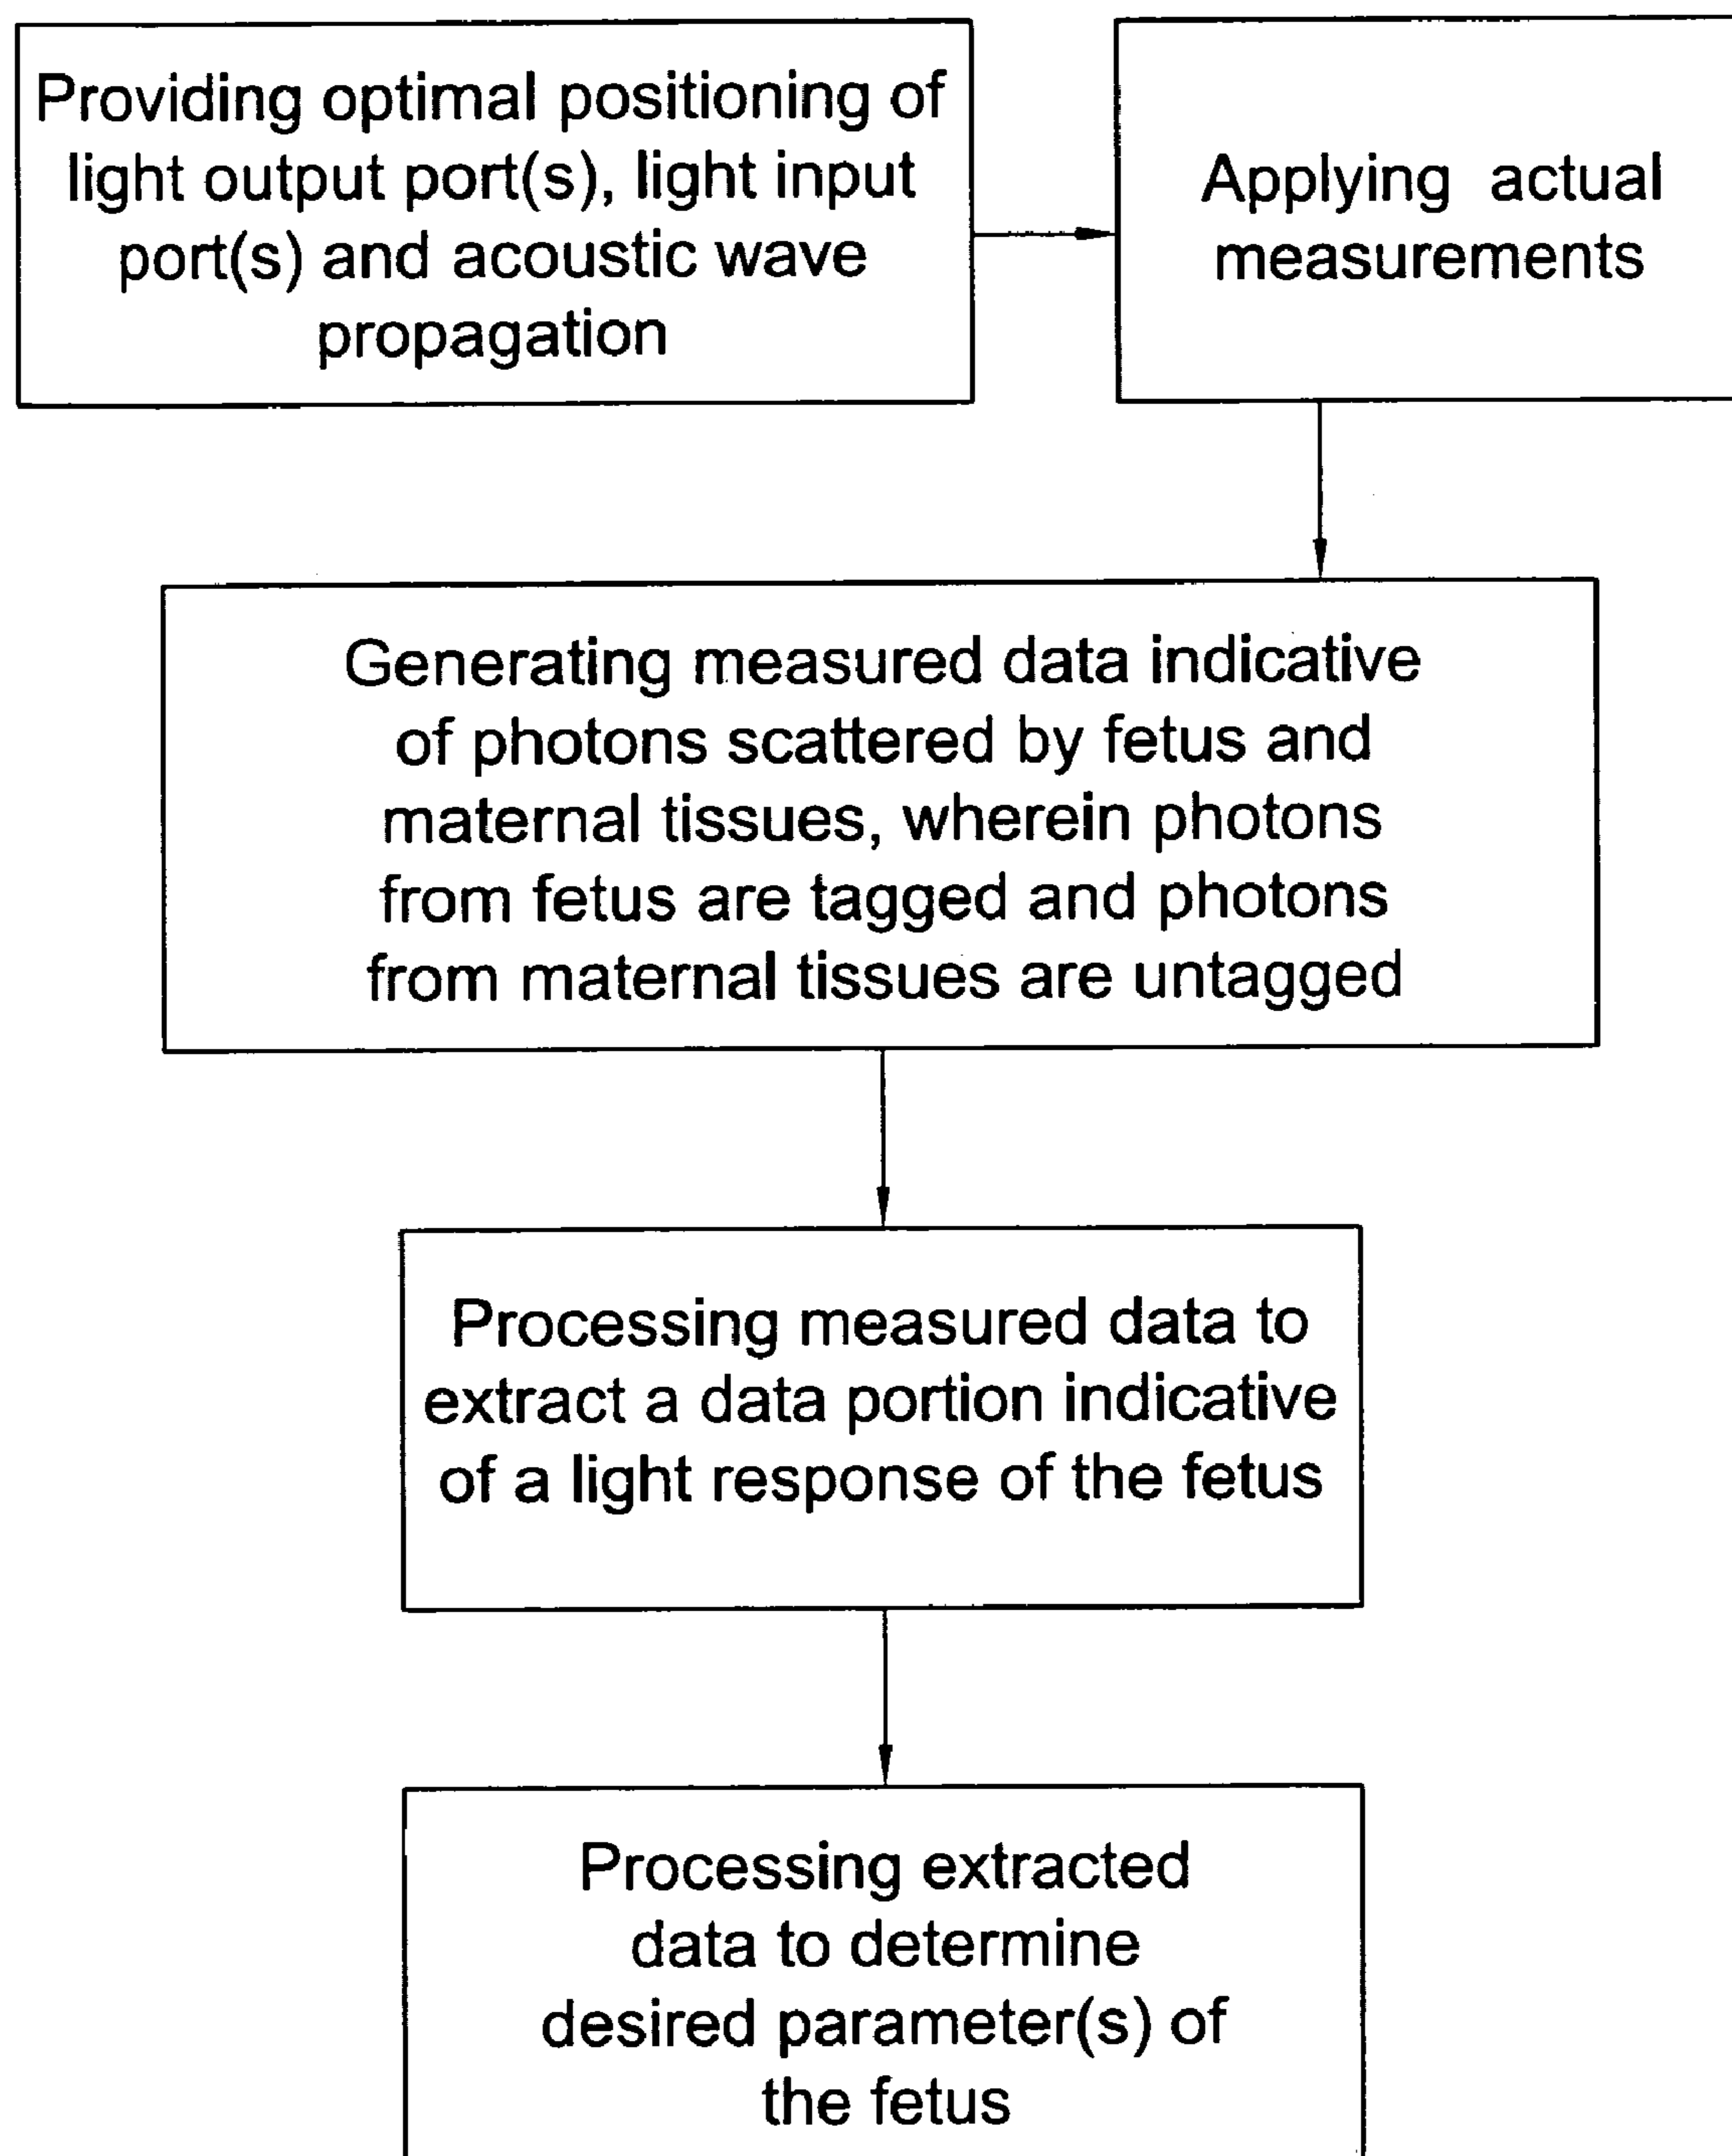 Providing optimal positioning of
light output port(s), light input
port(s) and acoustic wave
propagation
Applying actual
measurements
Generating measured data indicative
of photons scattered by fetus and
maternal tissues, wherein photons
from fetus are tagged and photons
from maternal tissues are untagged
Processing measured data to
extract a data portion indicative
of a light response of the fetus
Processing extracted
data to determine
desired parameter(s) of
the fetus